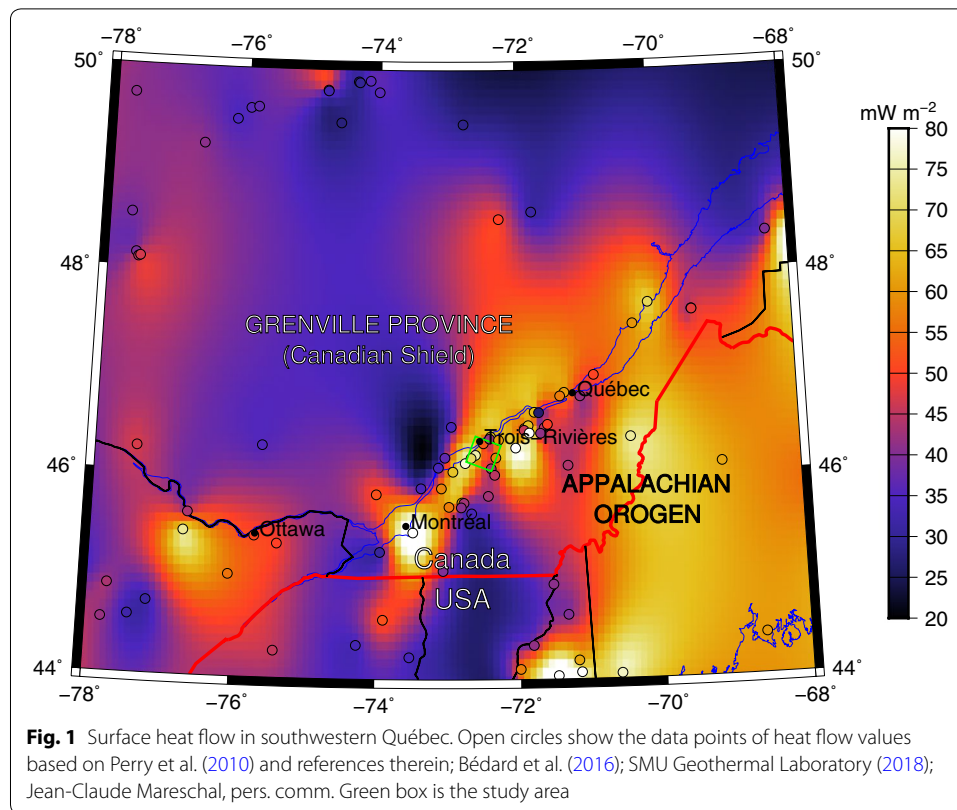 −78˚ −76˚ −74˚ −72˚ −70˚ −68˚
50˚ 50˚
mW m−2
80
75
70
65
60
55
50
45
40
35
30
25
20
48˚ 48˚
GRENVILLE PROVINCE
(Canadian Shield)
Québec
Trois−Rivières
46˚ 46˚
APPALACHIAN
OROGEN
Ottawa
Montréal
Canada
USA
44˚ 44˚
−78˚ −76˚ −74˚ −72˚ −70˚ −68˚
Fig. 1 Surface heat flow in southwestern Québec. Open circles show the data points of heat flow values
based on Perry et al. (2010) and references therein; Bédard et al. (2016); SMU Geothermal Laboratory (2018);
Jean-Claude Mareschal, pers. comm. Green box is the study area